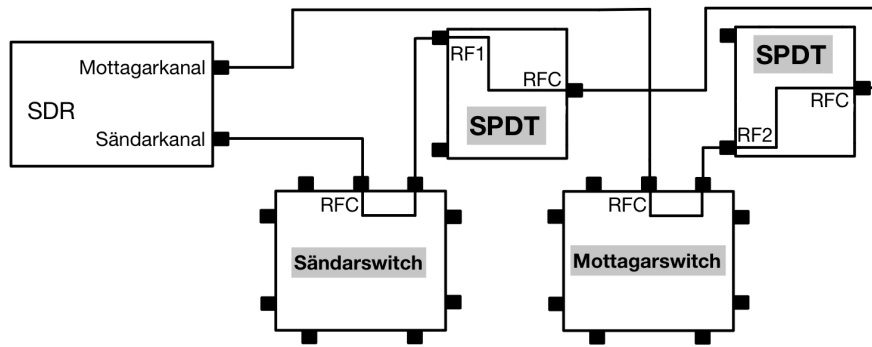 Mottagarkanal
SDR
Sändarkanal
RF1
RFC
SPDT
SPDT
RFC
RF2
RFC
Sändarswitch
RFC
Mottagarswitch